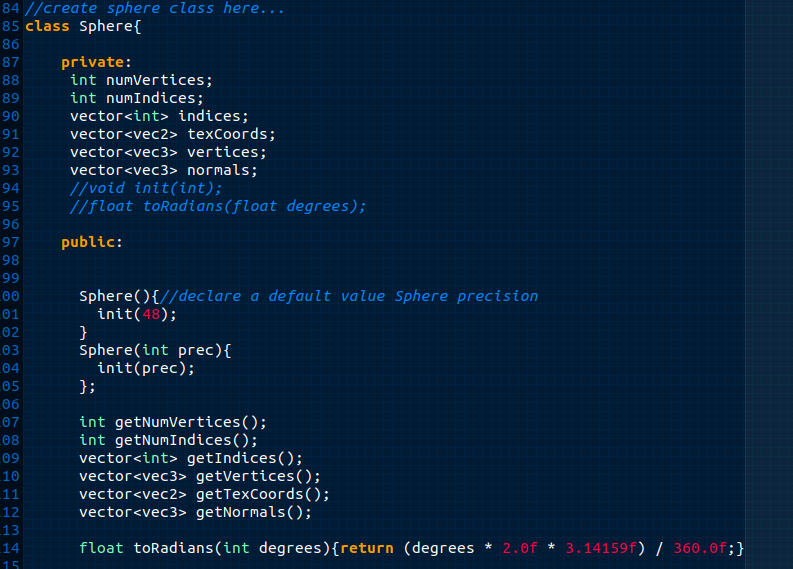 84 //create sphere class here...
85 class Sphere{
86
87 private:
88 int numVertices;
89 int numIndices;
90 vector<int> indices;
91 vector<vec2> texCoords;
92 vector<vec3> vertices;
93 vector<vec3> normals;
94 //void init(int);
95 //float toRadians(float degrees);
96
97 public:
98
99
00 Sphere(){//declare a default value Sphere precision
01 init(48);
02 }
03 Sphere(int prec){
04 init(prec);
05 };
06
07 int getNumVertices();
08 int getNumIndices();
09 vector<int> getIndices();
10 vector<vec3> getVertices();
11 vector<vec2> getTexCoords();
12 vector<vec3> getNormals();
13
14 float toRadians(int degrees){return (degrees * 2.0f * 3.14159f) / 360.0f;}
15